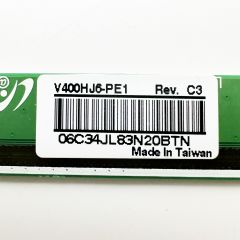 V400HJ6-PE1 Rev. C3
06C34JL83N20BTN
Made In Taiwan